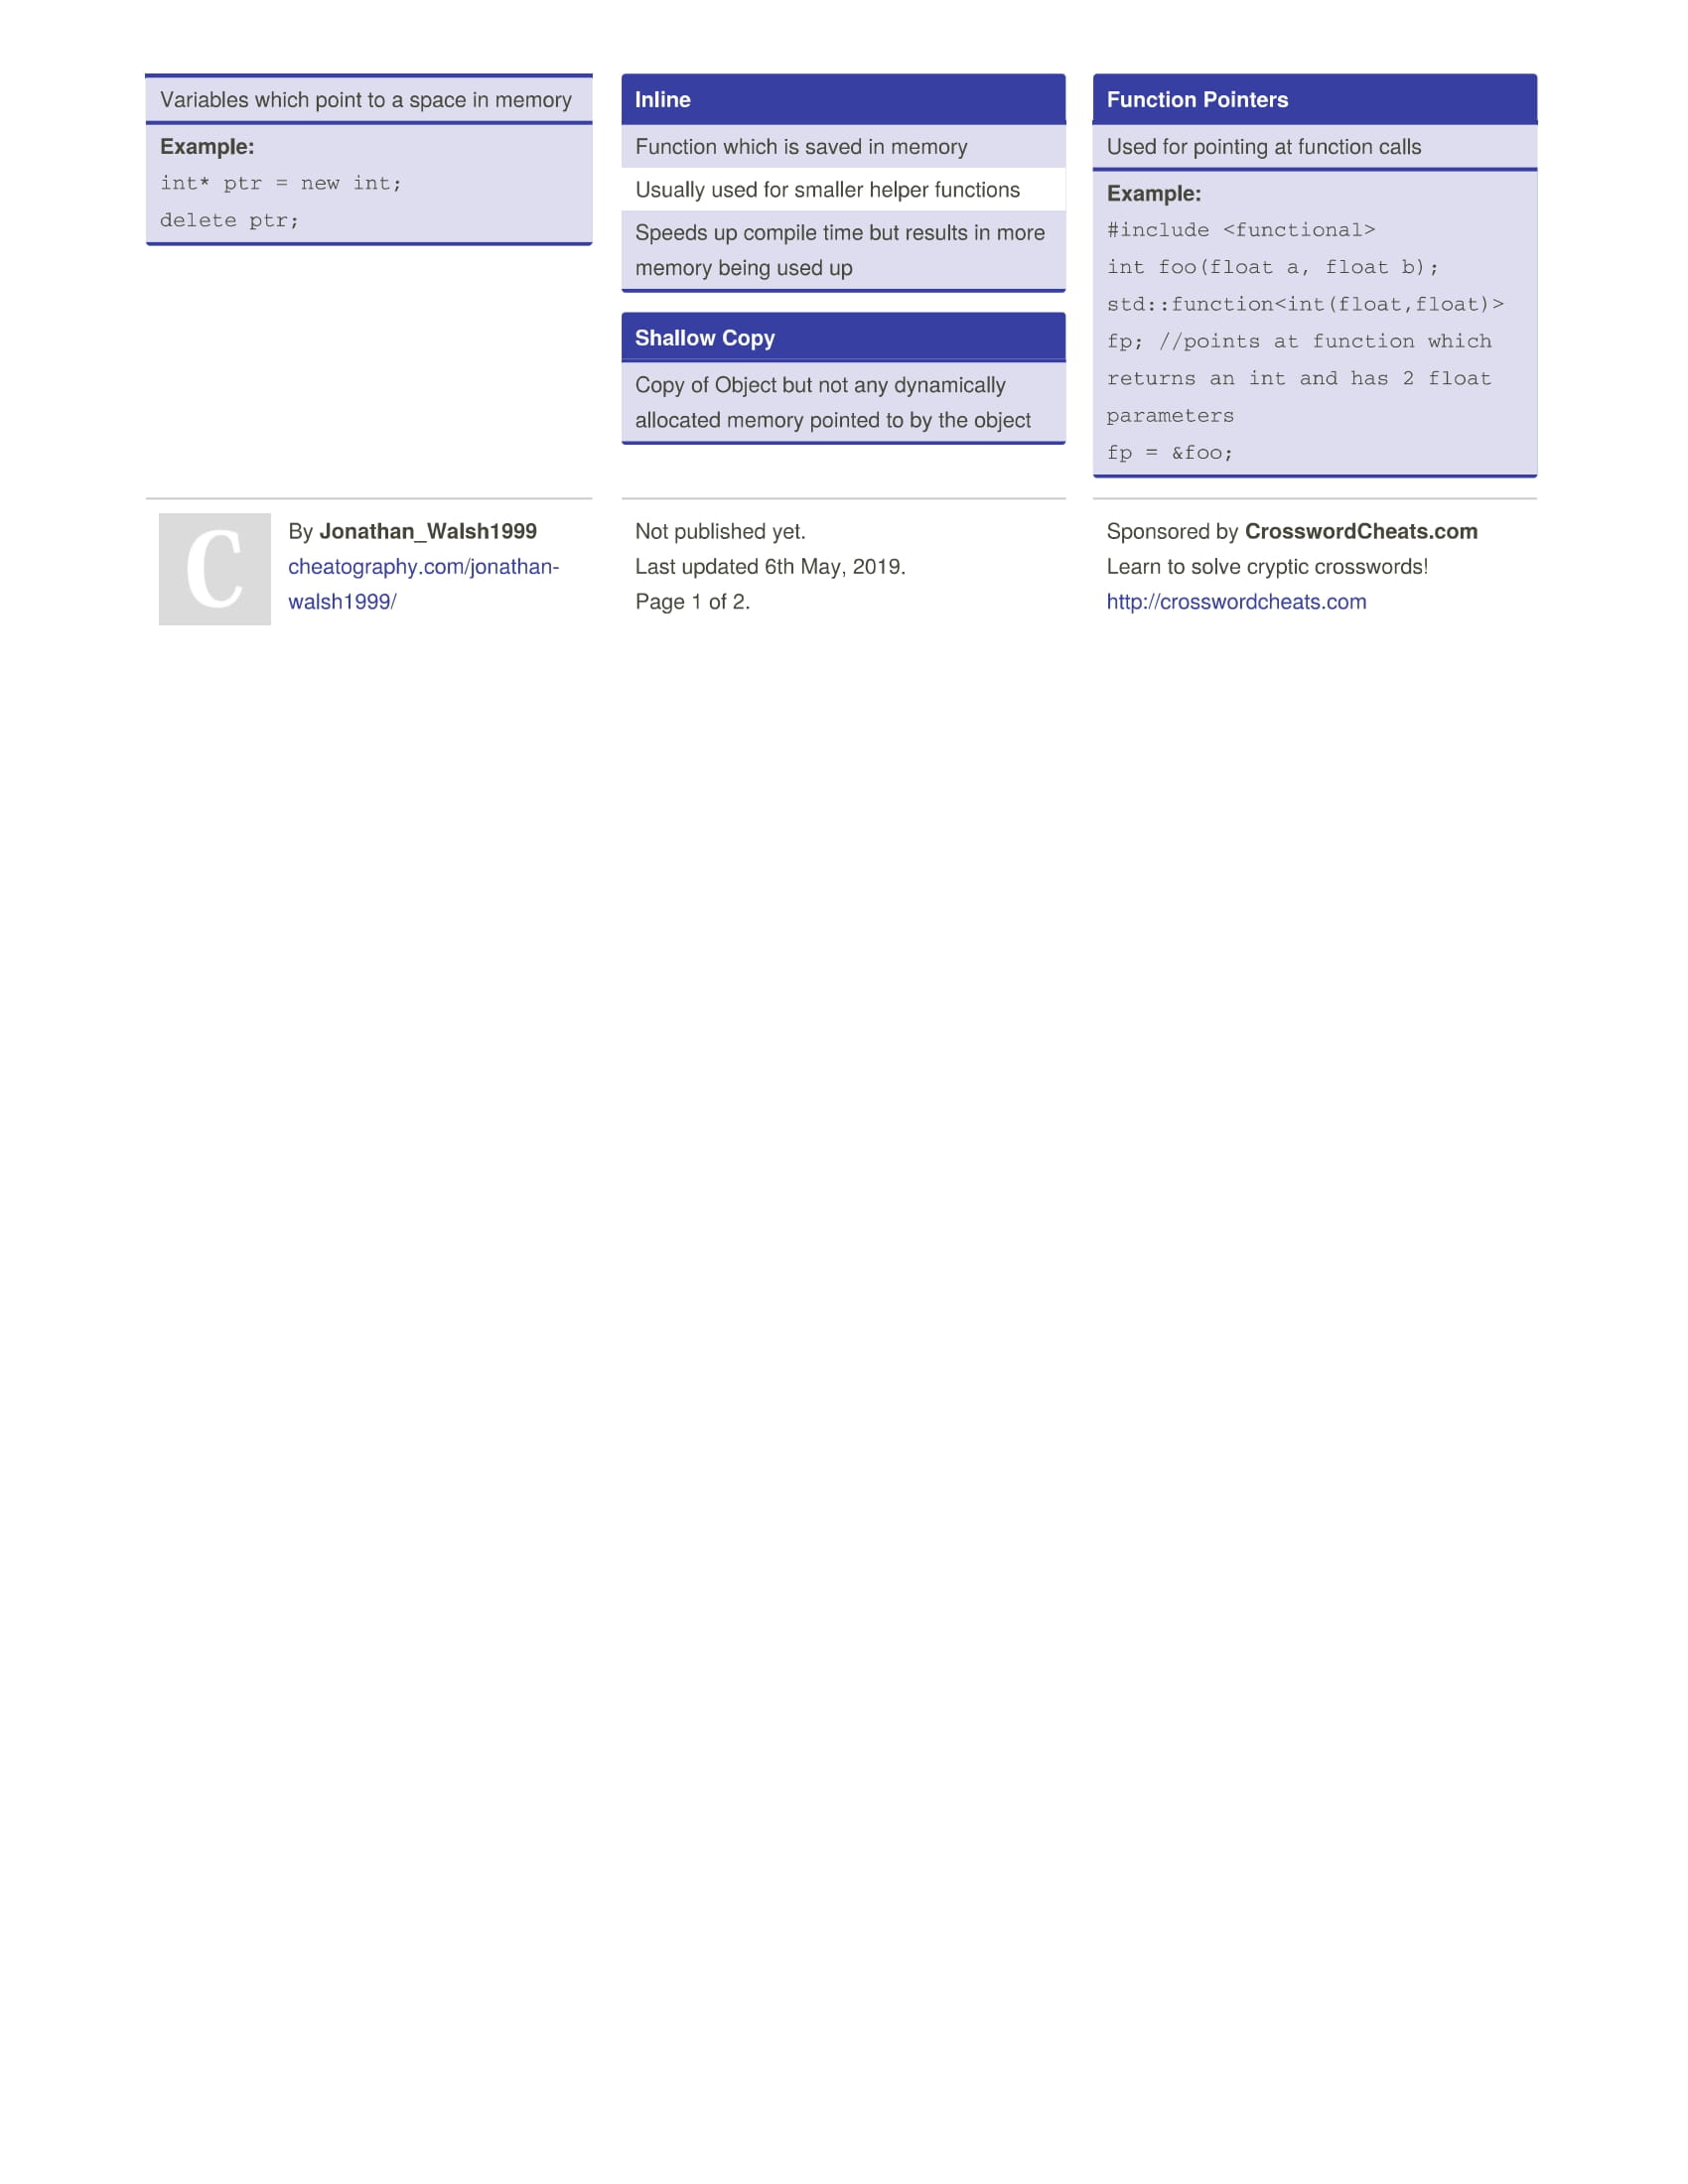 Variables which point to a space in memory
Example:
int* ptr = new int;
delete ptr;
Inline
Function which is saved in memory
Usually used for smaller helper functions
Speeds up compile time but results in more
memory being used up
Shallow Copy
Copy of Object but not any dynamically
allocated memory pointed to by the object
Function Pointers
Used for pointing at function calls
Example:
#include <functional>
int foo(float a, float b);
std::function<int(float,float)>
fp; //points at function which
returns an int and has 2 float
parameters
fp = &foo;
C
By Jonathan_Walsh1999
cheatography.com/jonathan-
walsh1999/
Not published yet.
Last updated 6th May, 2019.
Page 1 of 2.
Sponsored by CrosswordCheats.com
Learn to solve cryptic crosswords!
http://crosswordcheats.com